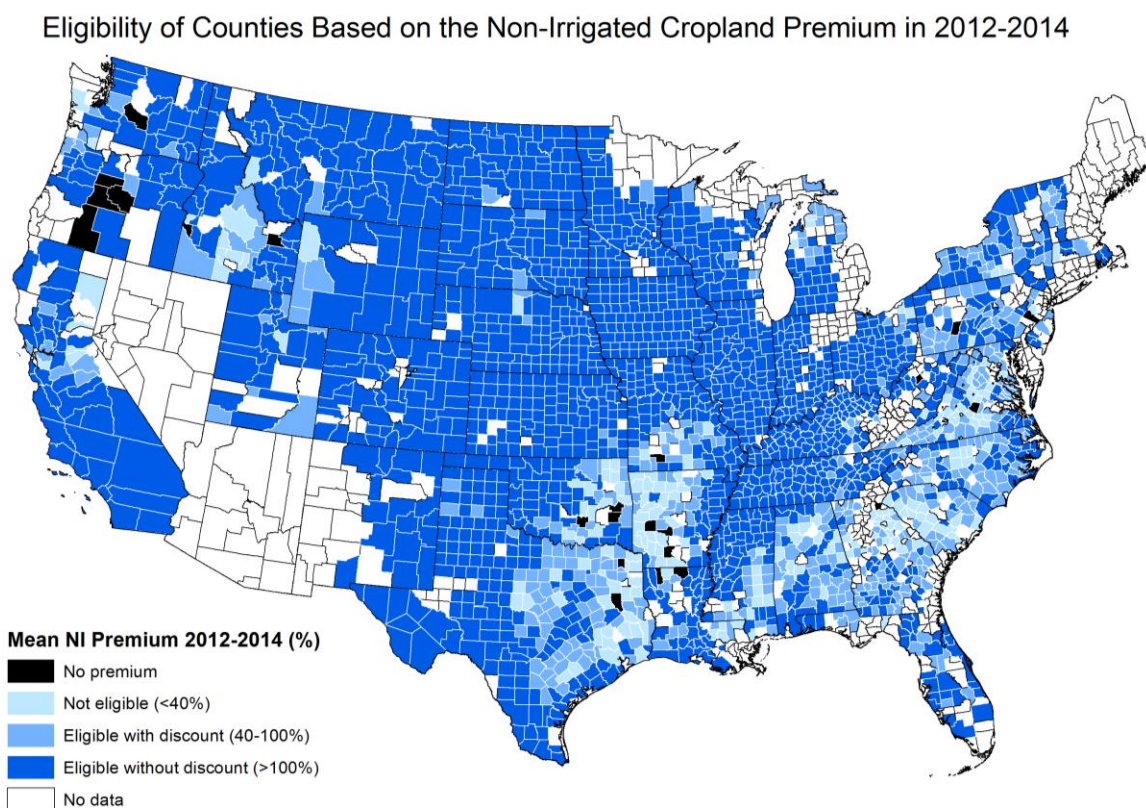 Eligibility of Counties Based on the Non-Irrigated Cropland Premium in 2012-2014
Mean NI Premium 2012-2014 (%)
No premium
Not eligible (<40%)
Eligible with discount (40-100%)
Eligible without discount (>100%)
No data